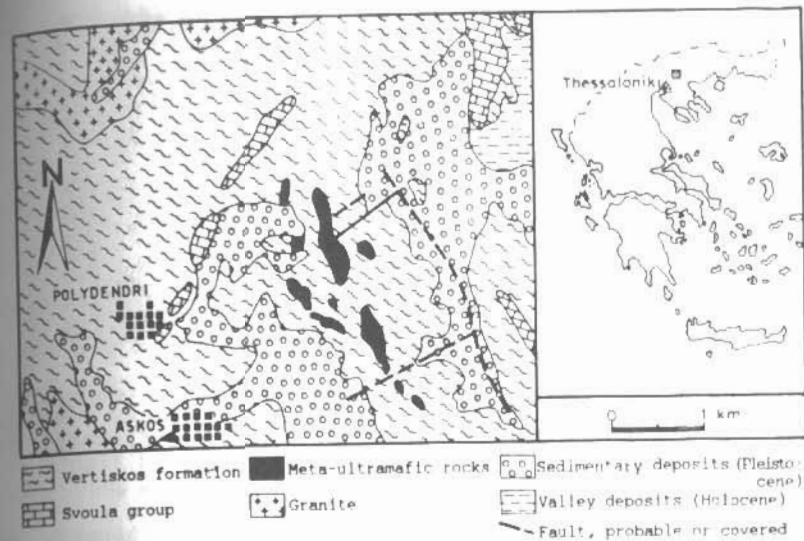 N
POLYDENDRI
ASKOS
Thessaloniki
0 1 km
Vertiskos formation
Svoula group
Meta-ultramafic rocks
Granite
Sedimentary deposits (Pleisto-
cene)
Valley deposits (Holocene)
Fault, probable or covered